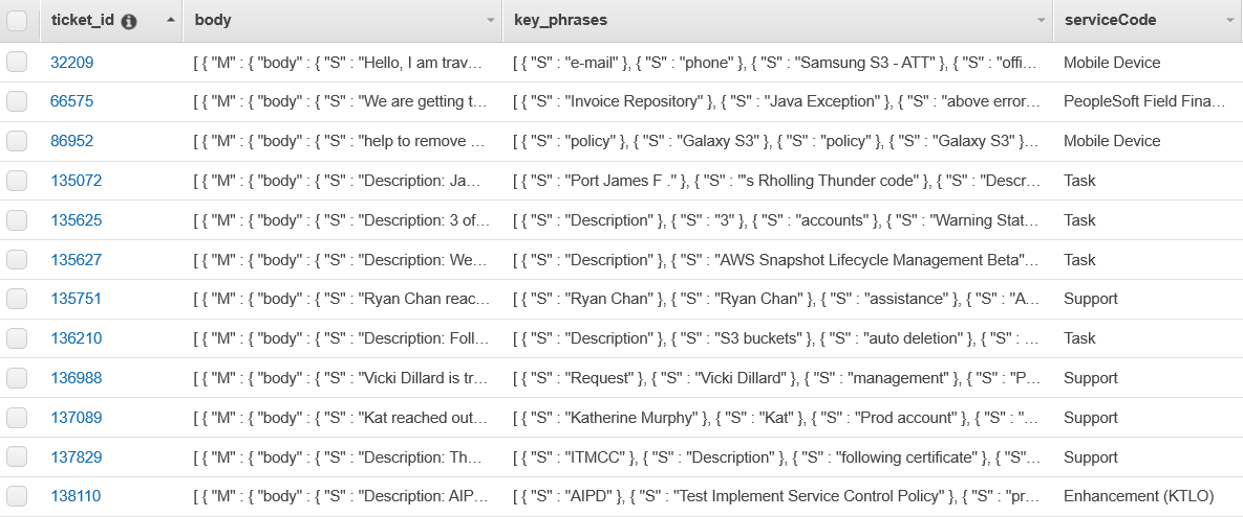 ticket_id body key_phrases serviceCode
32209 [ { "M" : { "body" : { "S" : "Hello, I am trav... [ { "S" : "e-mail" }, { "S" : "phone" }, { "S" : "Samsung S3 - ATT" }, { "S" : "offi... Mobile Device
66575 [ { "M" : { "body" : { "S" : "We are getting t... [ { "S" : "Invoice Repository" }, { "S" : "Java Exception" }, { "S" : "above error... PeopleSoft Field Fina...
86952 [ { "M" : { "body" : { "S" : "help to remove ... [ { "S" : "policy" }, { "S" : "Galaxy S3" }, { "S" : "policy" }, { "S" : "Galaxy S3" }... Mobile Device
135072 [ { "M" : { "body" : { "S" : "Description: Ja... [ { "S" : "Port James F ." }, { "S" : "'s Rholling Thunder code" }, { "S" : "Descr... Task
135625 [ { "M" : { "body" : { "S" : "Description: 3 of... [ { "S" : "Description" }, { "S" : "3" }, { "S" : "accounts" }, { "S" : "Warning Stat... Task
135627 [ { "M" : { "body" : { "S" : "Description: We... [ { "S" : "Description" }, { "S" : "AWS Snapshot Lifecycle Management Beta"... Task
135751 [ { "M" : { "body" : { "S" : "Ryan Chan reac... [ { "S" : "Ryan Chan" }, { "S" : "Ryan Chan" }, { "S" : "assistance" }, { "S" : "A... Support
136210 [ { "M" : { "body" : { "S" : "Description: Foll... [ { "S" : "Description" }, { "S" : "S3 buckets" }, { "S" : "auto deletion" }, { "S" : ... Task
136988 [ { "M" : { "body" : { "S" : "Vicki Dillard is tr... [ { "S" : "Request" }, { "S" : "Vicki Dillard" }, { "S" : "management" }, { "S" : "P... Support
137089 [ { "M" : { "body" : { "S" : "Kat reached out... [ { "S" : "Katherine Murphy" }, { "S" : "Kat" }, { "S" : "Prod account" }, { "S" : "... Support
137829 [ { "M" : { "body" : { "S" : "Description: Th... [ { "S" : "ITMCC" }, { "S" : "Description" }, { "S" : "following certificate" }, { "S"... Support
138110 [ { "M" : { "body" : { "S" : "Description: AIP... [ { "S" : "AIPD" }, { "S" : "Test Implement Service Control Policy" }, { "S" : "pr... Enhancement (KTLO)